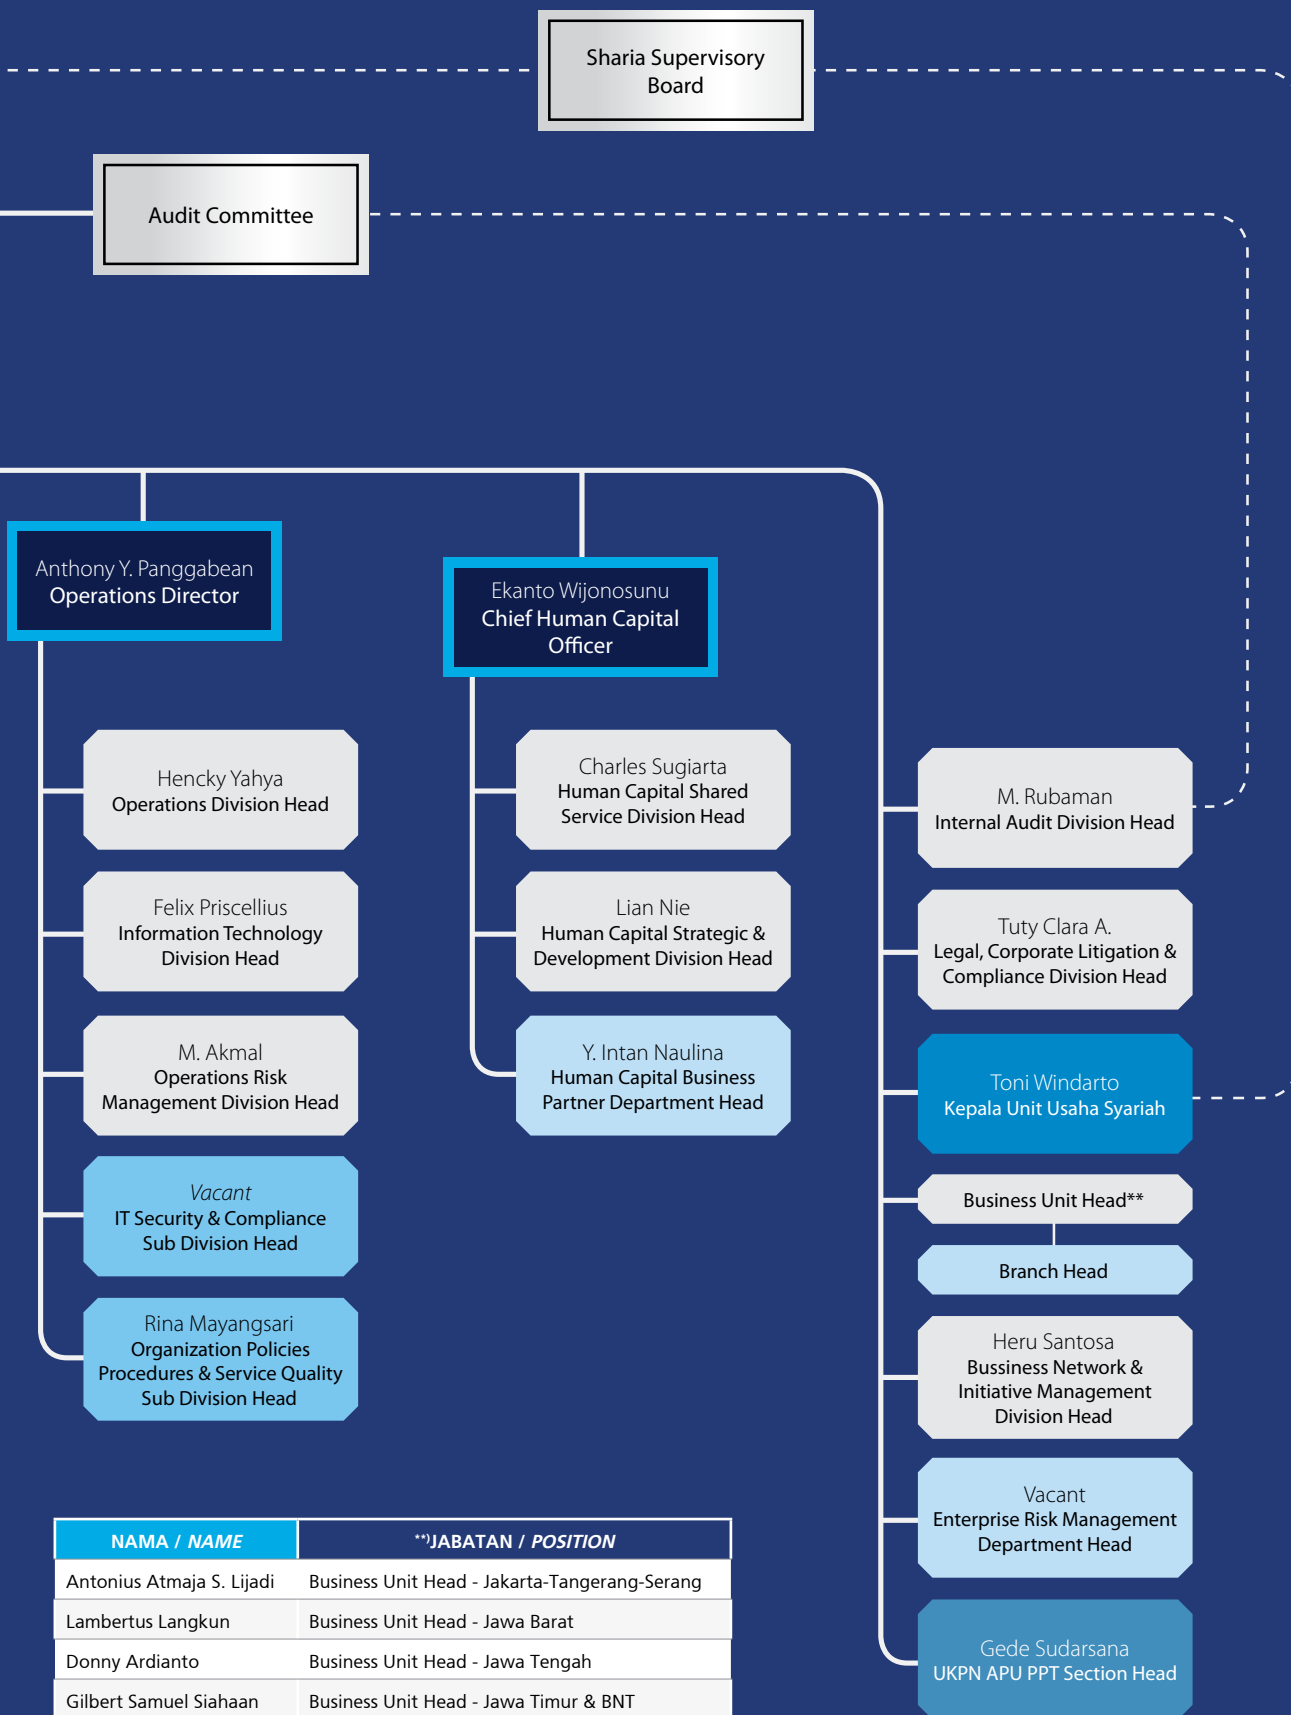 Sharia Supervisory
Board
Audit Committee
Anthony Y. Panggabean
Operations Director
Ekanto Wijonosunu
Chief Human Capital
Officer
Hencky Yahya
Operations Division Head
Felix Priscellius
Information Technology
Division Head
M. Akmal
Operations Risk
Management Division Head
Vacant
IT Security & Compliance
Sub Division Head
Rina Mayangsari
Organization Policies
Procedures & Service Quality
Sub Division Head
Charles Sugiarta
Human Capital Shared
Service Division Head
Lian Nie
Human Capital Strategic &
Development Division Head
Y. Intan Naulina
Human Capital Business
Partner Department Head
M. Rubaman
Internal Audit Division Head
Tuty Clara A.
Legal, Corporate Litigation &
Compliance Division Head
Toni Windarto
Kepala Unit Usaha Syariah
Business Unit Head**
Branch Head
Heru Santosa
Bussiness Network &
Initiative Management
Division Head
Vacant
Enterprise Risk Management
Department Head
Gede Sudarsana
UKPN APU PPT Section Head
NAMA / NAME **)JABATAN / POSITION
Antonius Atmaja S. Lijadi Business Unit Head - Jakarta-Tangerang-Serang
Lambertus Langkun Business Unit Head - Jawa Barat
Donny Ardianto Business Unit Head - Jawa Tengah
Gilbert Samuel Siahaan Business Unit Head - Jawa Timur & BNT